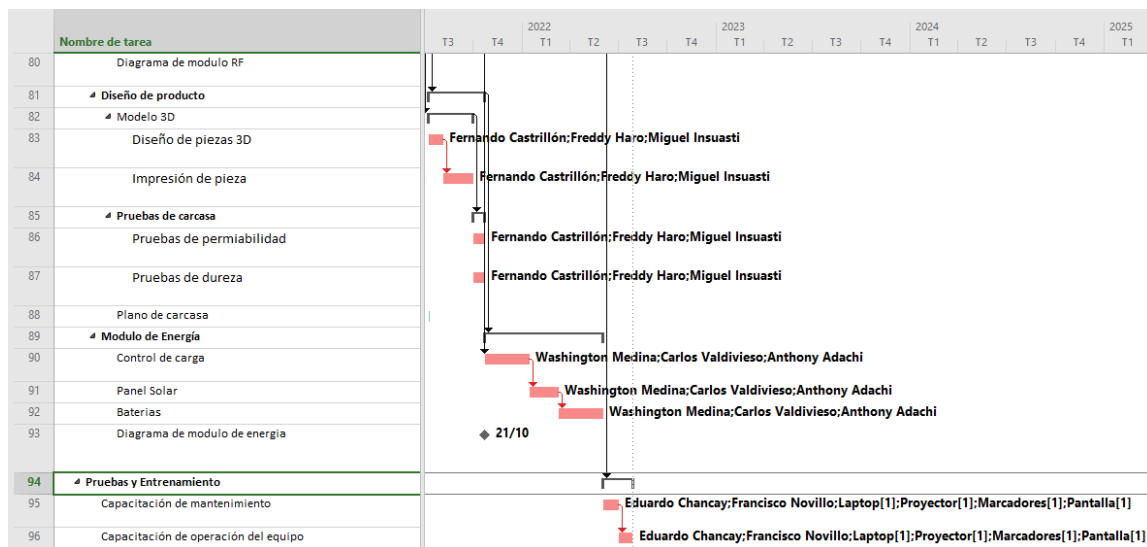 2022 2023 2024 2025
Nombre de tarea T3 T4 T1 T2 T3 T4 T1 T2 T3 T4 T1 T2 T3 T4 T1
80 Diagrama de modulo RF
81 Diseño de producto
82 Modelo 3D
83 Diseño de piezas 3D Fernando Castrillón;Freddy Haro;Miguel Insuasti
84 Impresión de pieza Fernando Castrillón;Freddy Haro;Miguel Insuasti
85 Pruebas de carcasa
86 Pruebas de permiabilidad Fernando Castrillón;Freddy Haro;Miguel Insuasti
87 Pruebas de dureza Fernando Castrillón;Freddy Haro;Miguel Insuasti
88 Plano de carcasa
89 Modulo de Energía
90 Control de carga Washington Medina;Carlos Valdivieso;Anthony Adachi
91 Panel Solar Washington Medina;Carlos Valdivieso;Anthony Adachi
92 Baterias Washington Medina;Carlos Valdivieso;Anthony Adachi
93 Diagrama de modulo de energia 21/10
94 Pruebas y Entrenamiento
95 Capacitación de mantenimiento Eduardo Chancay;Francisco Novillo;Laptop[1];Proyector[1];Marcadores[1];Pantalla[1]
96 Capacitación de operación del equipo Eduardo Chancay;Francisco Novillo;Laptop[1];Proyector[1];Marcadores[1];Pantalla[1]